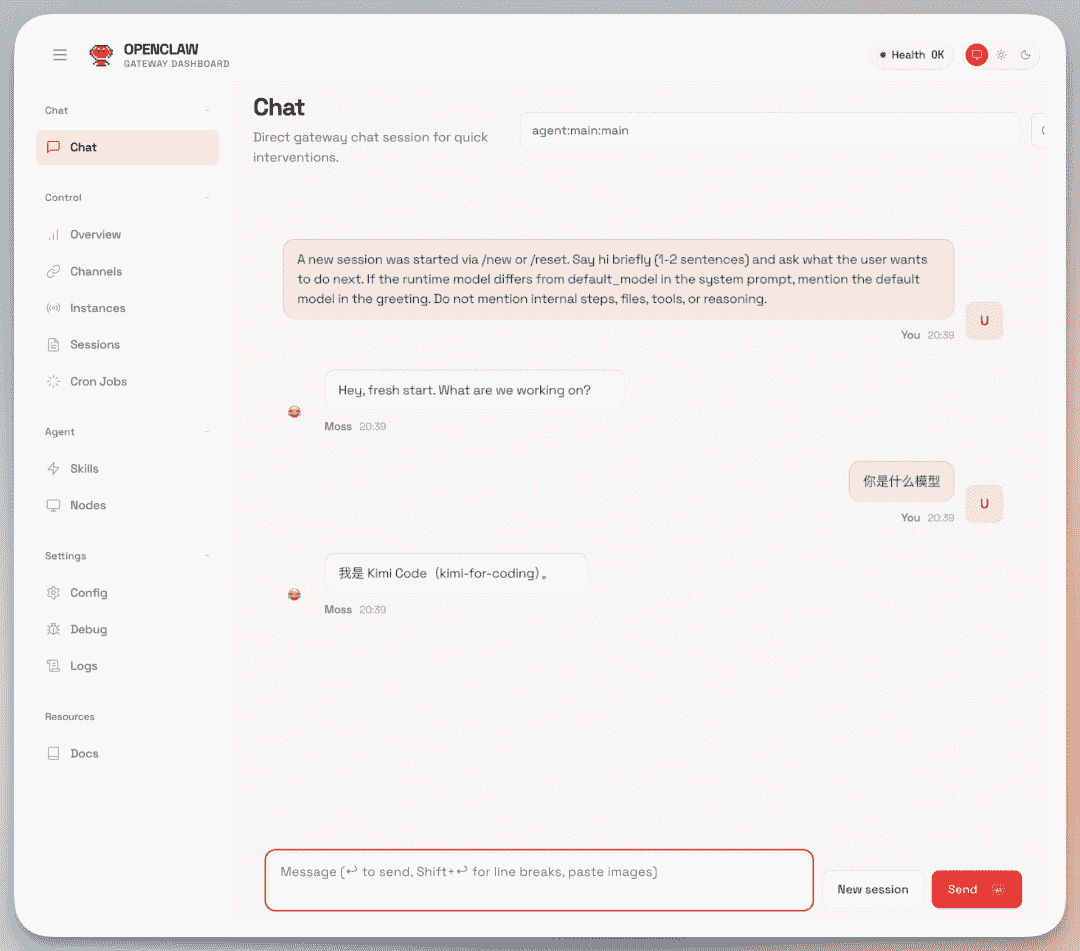 OPENCLAW
GATEWAY DASHBOARD
Health OK
Chat
Chat
Control
Overview
Channels
Instances
Sessions
Cron Jobs
Agent
Skills
Nodes
Settings
Config
Debug
Logs
Resources
Docs
Chat
Direct gateway chat session for quick
interventions.
agent:main:main
A new session was started via /new or /reset. Say hi briefly (1-2 sentences) and ask what the user wants
to do next. If the runtime model differs from default_model in the system prompt, mention the default
model in the greeting. Do not mention internal steps, files, tools, or reasoning.
U
You 20:39
Hey, fresh start. What are we working on?
Moss 20:39
你是什么模型
U
You 20:39
我是 Kimi Code（kimi-for-coding）。
Moss 20:39
Message (↩ to send, Shift+↩ for line breaks, paste images)
New session
Send